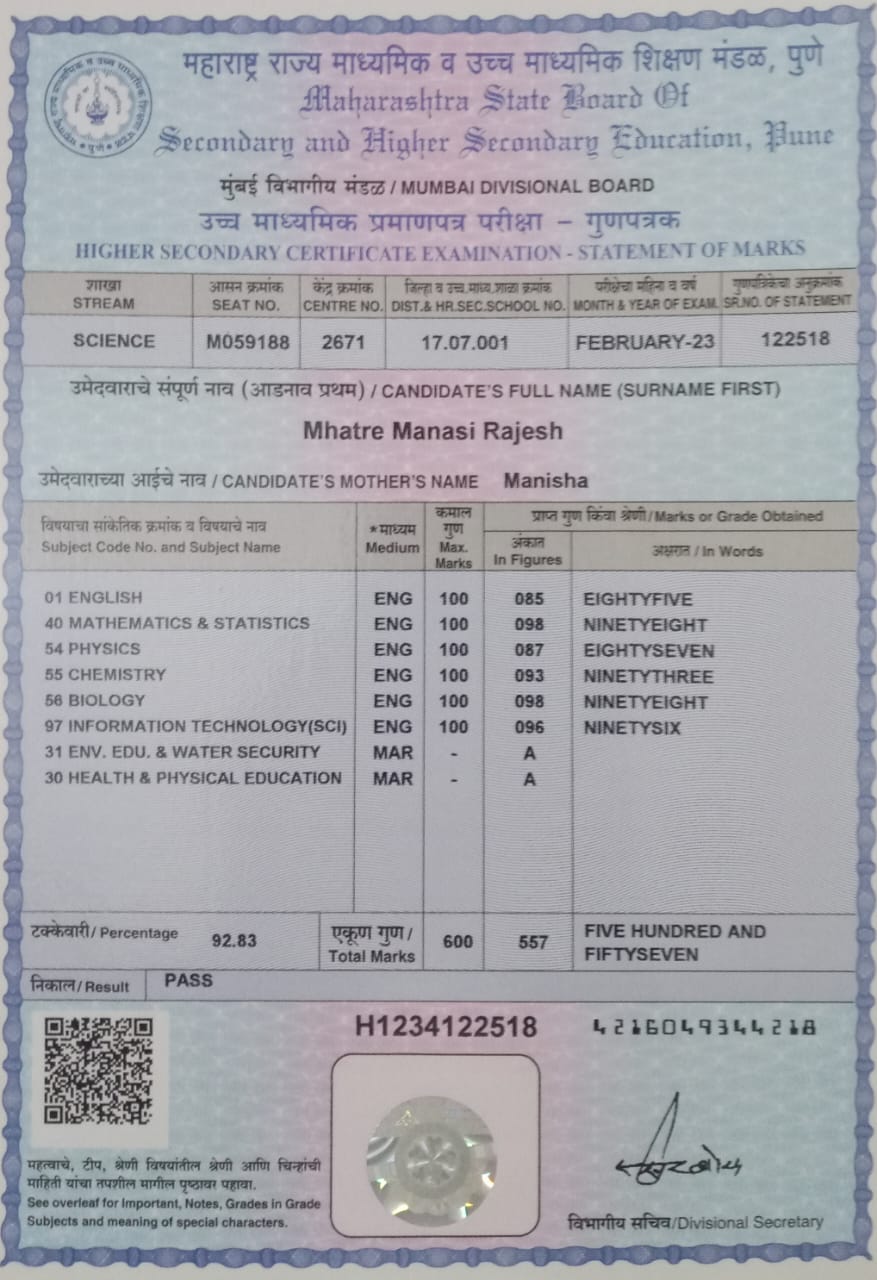 महाराष्ट्र राज्य माध्यमिक व उच्च माध्यमिक शिक्षण मंडळ, पुणे
Maharashtra State Board Of
Secondary and Higher Secondary Education, Pune
मुंबई विभागीय मंडळ / MUMBAI DIVISIONAL BOARD
उच्च माध्यमिक प्रमाणपत्र परीक्षा – गुणपत्रक
HIGHER SECONDARY CERTIFICATE EXAMINATION - STATEMENT OF MARKS
शाखा आसन क्रमांक केंद्र क्रमांक जिल्हा व उच्च.माध्य.शाळा क्रमांक परीक्षेचा महिना व वर्ष गुणपत्रिकेचा अनुक्रमांक
STREAM SEAT NO. CENTRE NO. DIST.& HR.SEC.SCHOOL NO. MONTH & YEAR OF EXAM. SR.NO. OF STATEMENT
SCIENCE M059188 2671 17.07.001 FEBRUARY-23 122518
उमेदवाराचे संपूर्ण नाव (आडनाव प्रथम) / CANDIDATE'S FULL NAME (SURNAME FIRST)
Mhatre Manasi Rajesh
उमेदवाराच्या आईचे नाव / CANDIDATE'S MOTHER'S NAME Manisha
विषयाचा सांकेतिक क्रमांक व विषयाचे नाव
Subject Code No. and Subject Name
*माध्यम
Medium
कमाल
गुण
Max.
Marks
प्राप्त गुण किंवा श्रेणी/Marks or Grade Obtained
अंकात
In Figures
अक्षरात / In Words
01 ENGLISH ENG 100 085 EIGHTYFIVE
40 MATHEMATICS & STATISTICS ENG 100 098 NINETYEIGHT
54 PHYSICS ENG 100 087 EIGHTYSEVEN
55 CHEMISTRY ENG 100 093 NINETYTHREE
56 BIOLOGY ENG 100 098 NINETYEIGHT
97 INFORMATION TECHNOLOGY(SCI) ENG 100 096 NINETYSIX
31 ENV. EDU. & WATER SECURITY MAR - A
30 HEALTH & PHYSICAL EDUCATION MAR - A
टक्केवारी/ Percentage 92.83
एकूण गुण /
Total Marks
600 557
FIVE HUNDRED AND
FIFTYSEVEN
निकाल/ Result PASS
H1234122518 4216049344218
महत्वाचे, टीप, श्रेणी विषयांतील श्रेणी आणि चिन्हांची
माहिती यांचा तपशील मागील पृष्ठावर पहावा.
See overleaf for Important, Notes, Grades in Grade
Subjects and meaning of special characters.
विभागीय सचिव/Divisional Secretary